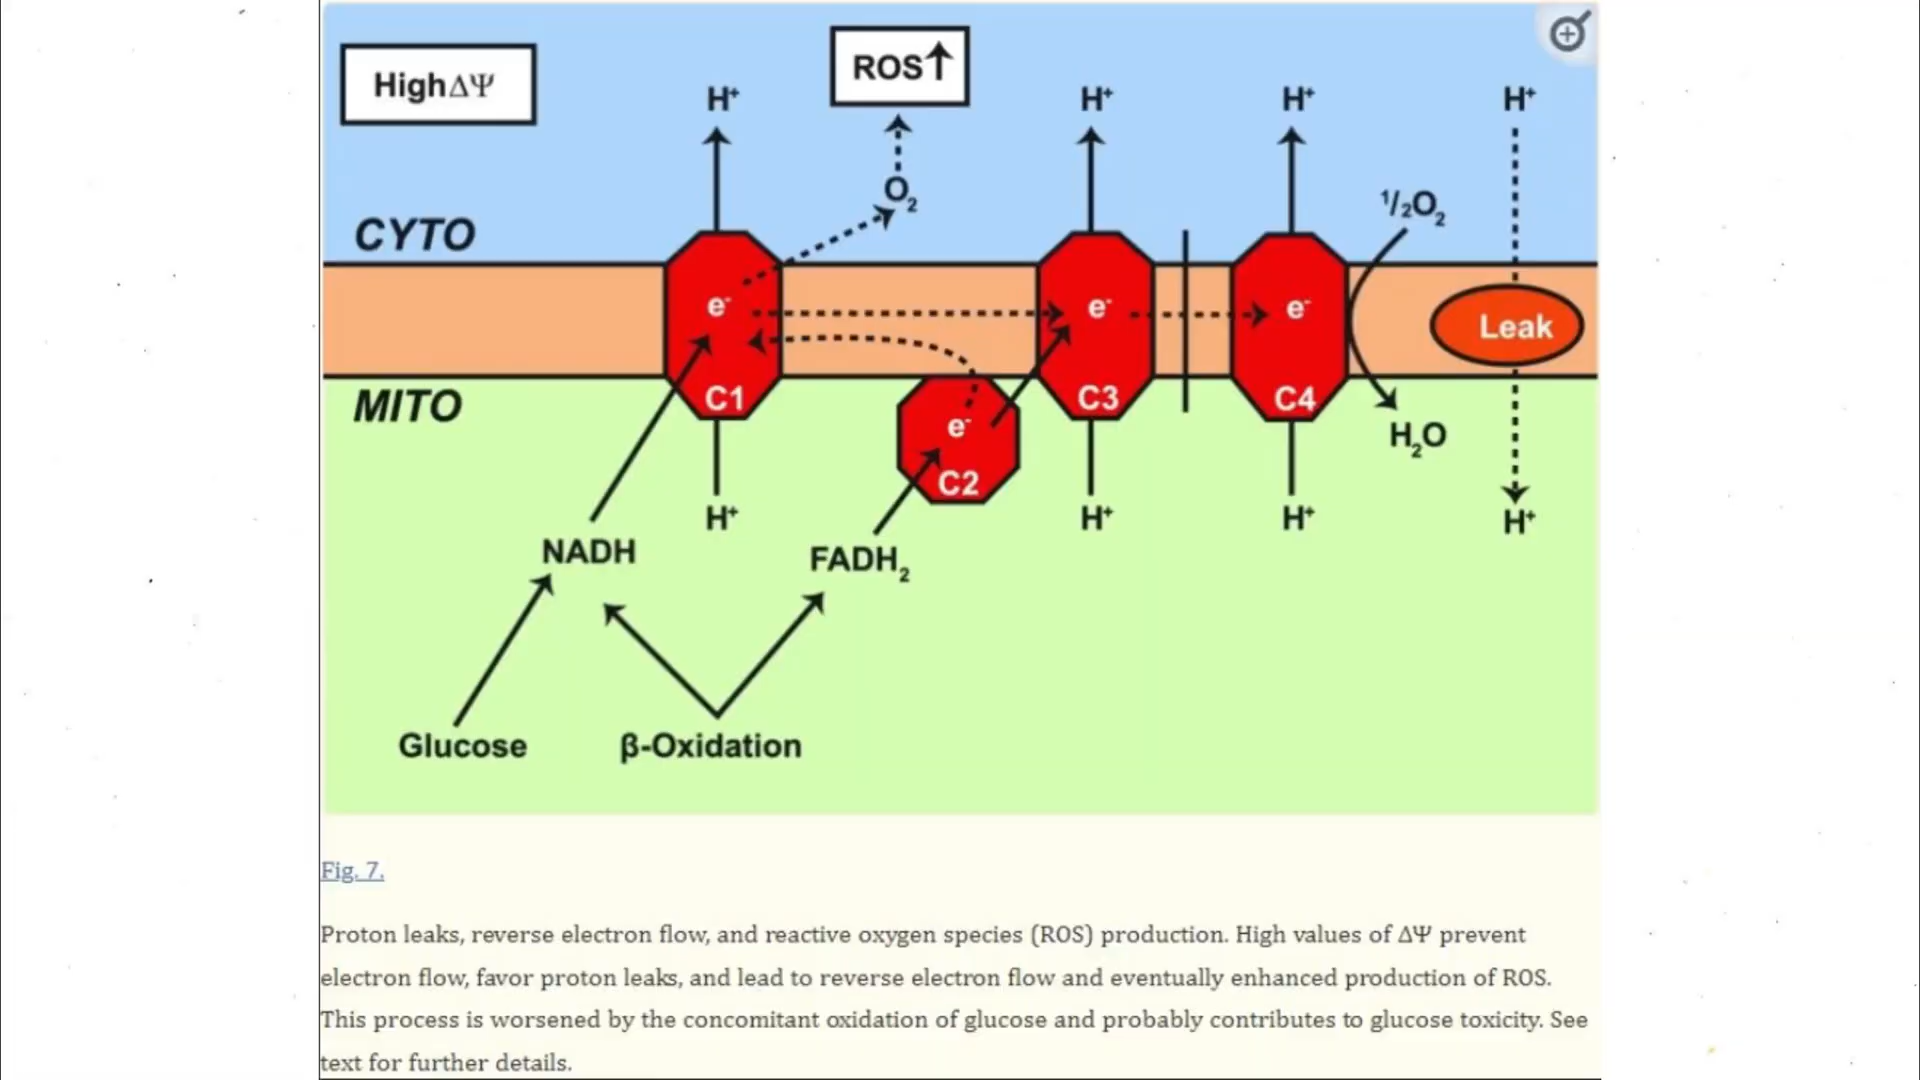 High ΔΨ
ROS↑
H⁺
H⁺
H⁺
H⁺
O₂
¹/₂O₂
CYTO
e⁻
e⁻
e⁻
Leak
C1
C3
C4
MITO
e⁻
C2
H₂O
H⁺
H⁺
H⁺
H⁺
NADH
FADH₂
Glucose
β-Oxidation
Fig. 7.
Proton leaks, reverse electron flow, and reactive oxygen species (ROS) production. High values of ΔΨ prevent
electron flow, favor proton leaks, and lead to reverse electron flow and eventually enhanced production of ROS.
This process is worsened by the concomitant oxidation of glucose and probably contributes to glucose toxicity. See
text for further details.